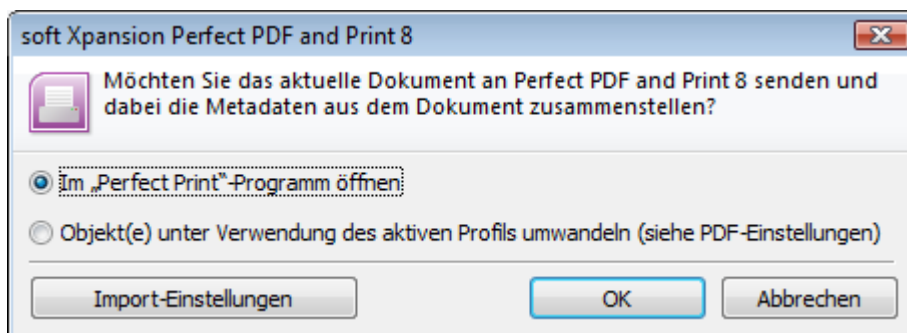 soft Xpansion Perfect PDF and Print 8
Möchten Sie das aktuelle Dokument an Perfect PDF and Print 8 senden und
dabei die Metadaten aus dem Dokument zusammenstellen?
Im „Perfect Print“-Programm öffnen
Objekt(e) unter Verwendung des aktiven Profils umwandeln (siehe PDF-Einstellungen)
Import-Einstellungen OK Abbrechen